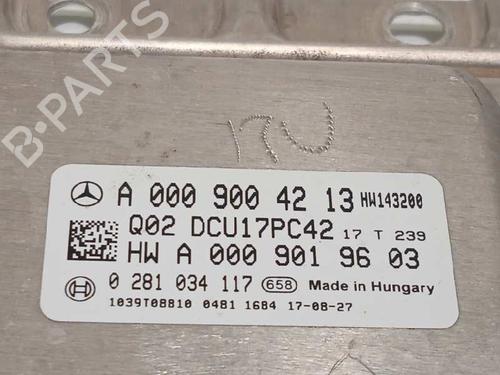 B-PARTS
A 000 900 42 13 HW143200
Q02 DCU17PC42 17 T 239
HW A 000 901 96 03
0 281 034 117 658 Made in Hungary
1039T08810 0481 1684 17-08-27